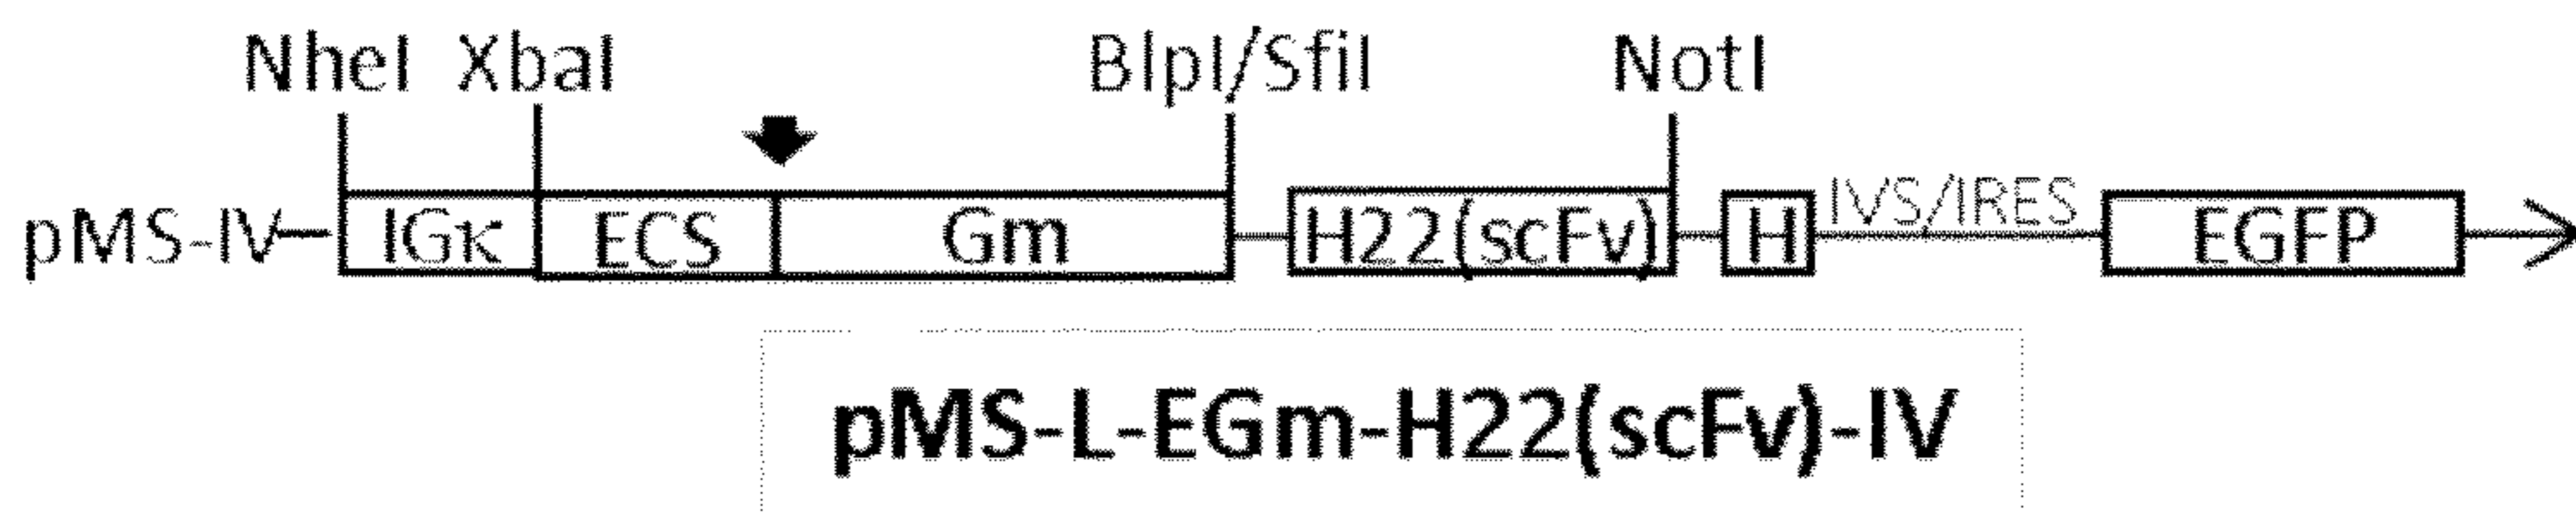 NheI XbaI BlpI/SfiI NotI
pMS-IV IGκ ECS Gm H22(scFv) H IVS/IRES EGFP
pMS-L-EGm-H22(scFv)-IV